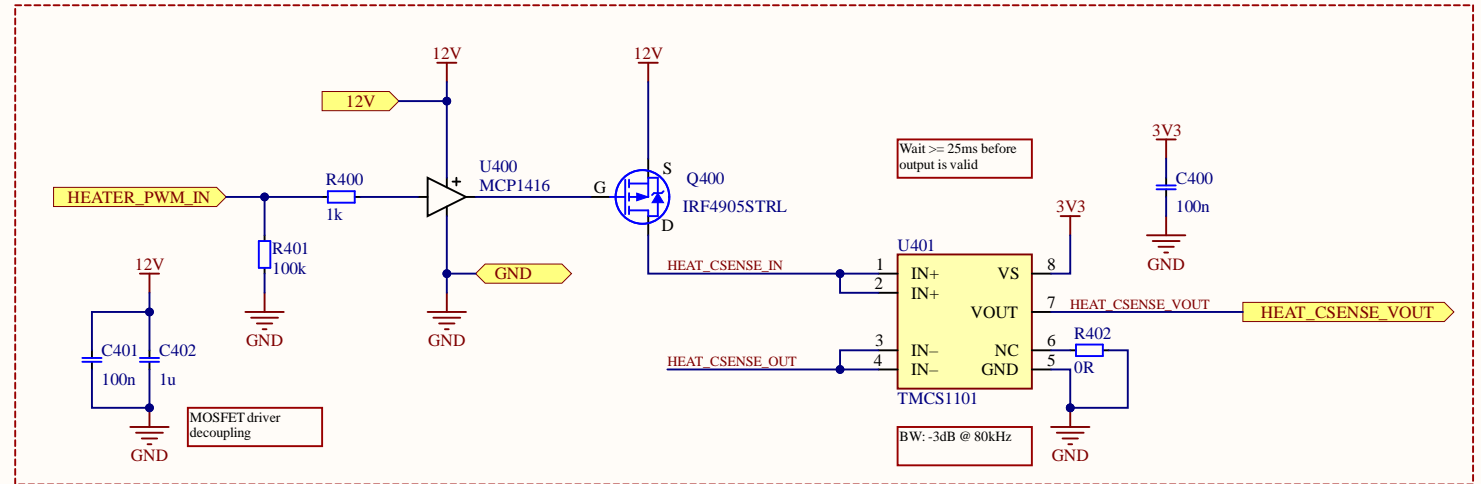 12V
12V
12V
HEATER_PWM_IN
R400
1k
R401
100k
GND
U400
MCP1416
+
GND
GND
12V
C401
100n
C402
1u
GND
MOSFET driver
decoupling
G
S
D
Q400
IRF4905STRL
HEAT_CSENSE_IN
HEAT_CSENSE_OUT
Wait >= 25ms before
output is valid
U401
1 IN+ VS 8
2 IN+
VOUT 7
3 IN– NC 6
4 IN– GND 5
TMCS1101
BW: -3dB @ 80kHz
3V3
HEAT_CSENSE_VOUT
HEAT_CSENSE_VOUT
R402
0R
GND
3V3
C400
100n
GND